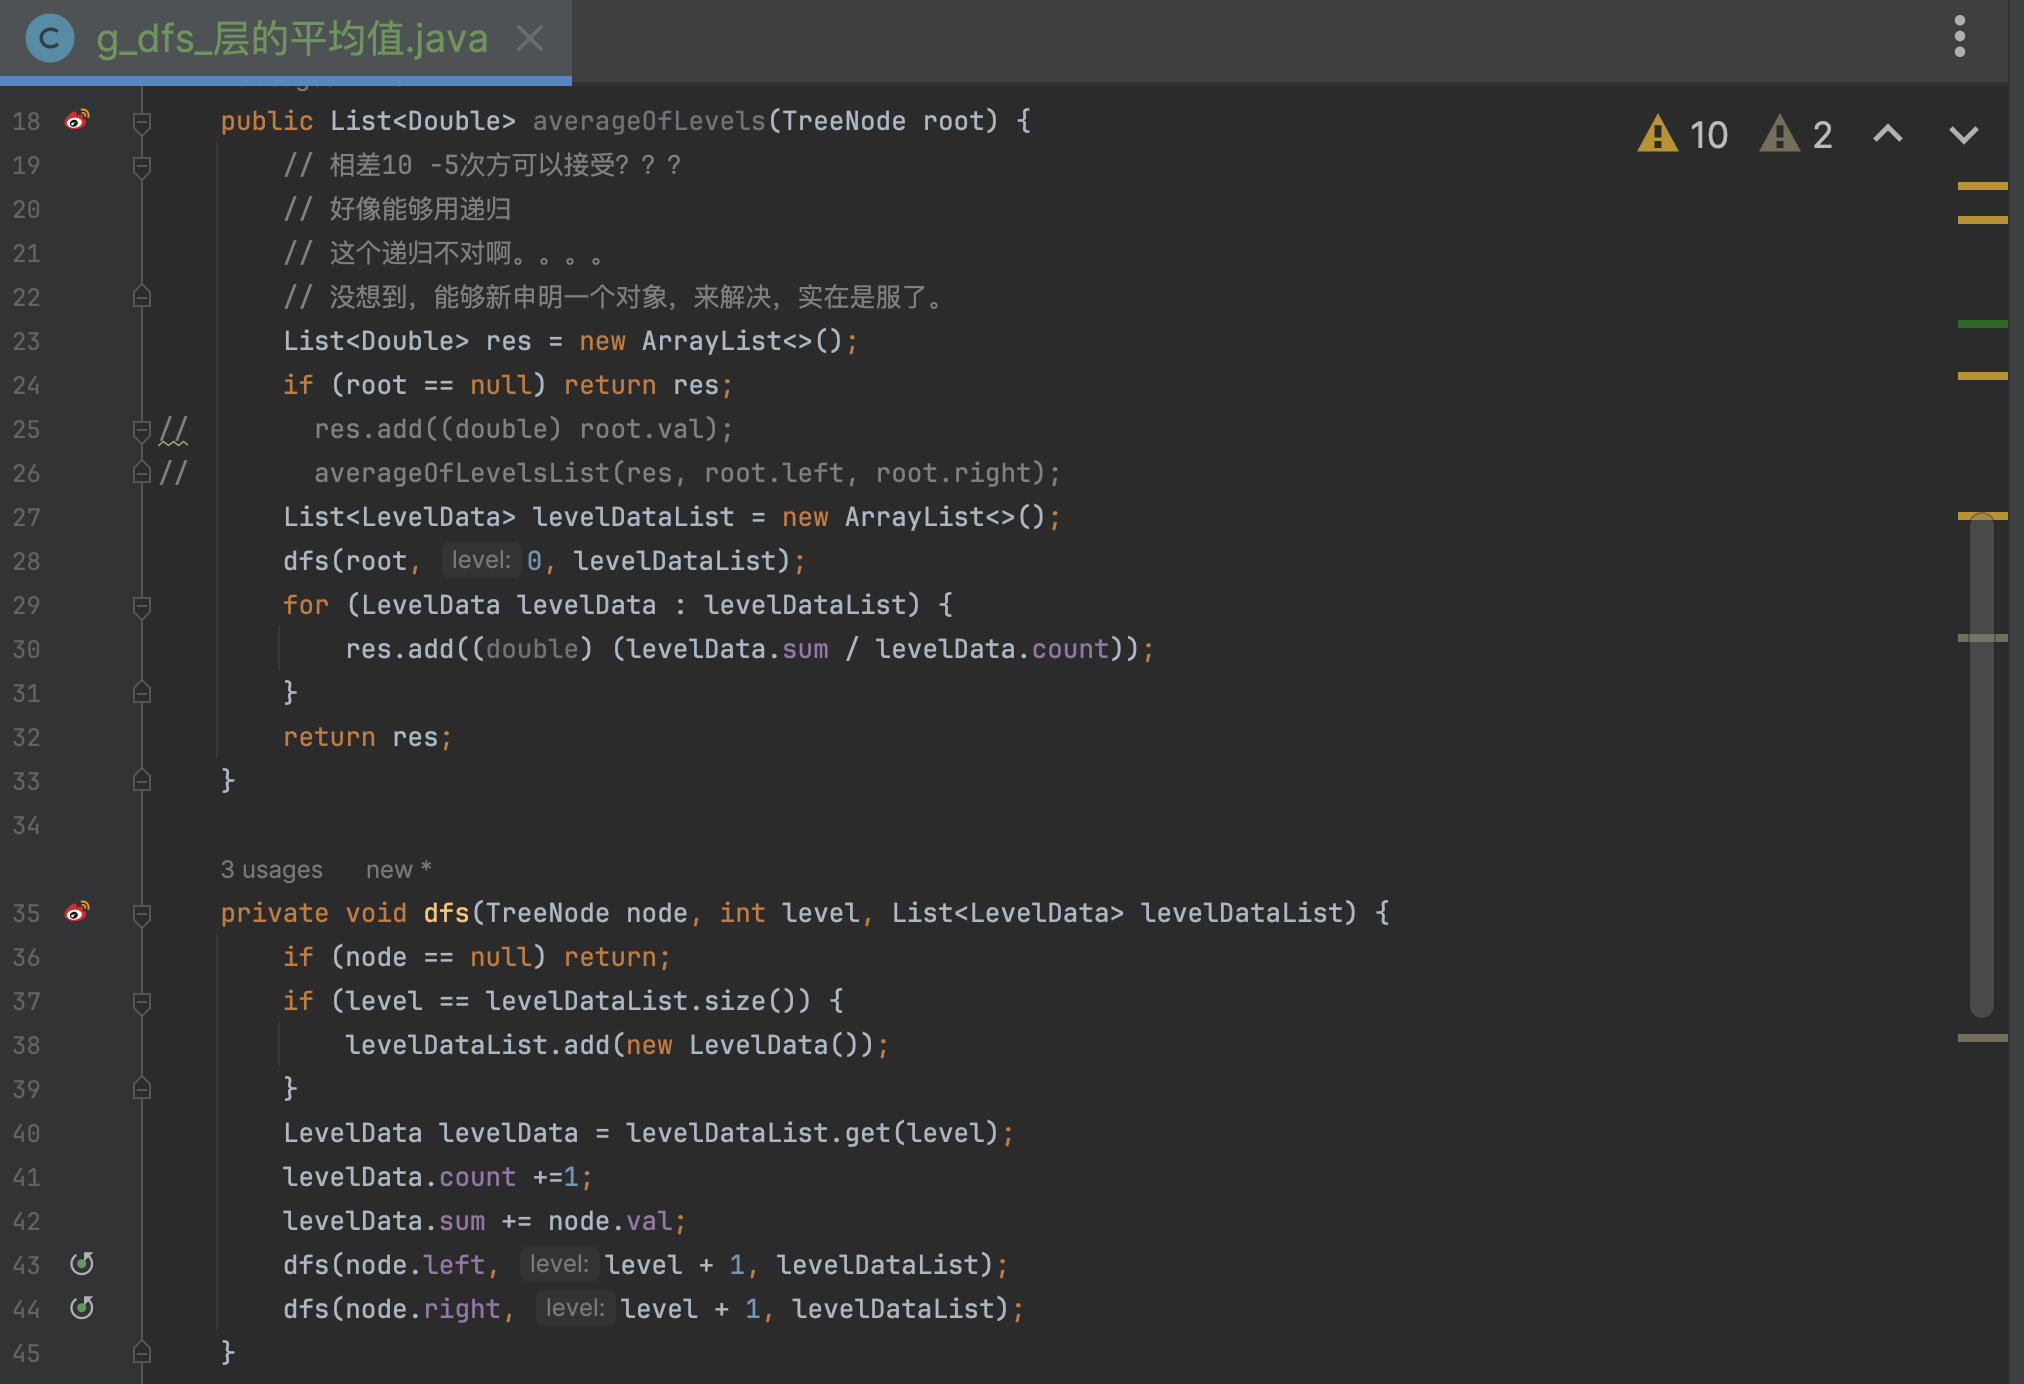 g_dfs_层的平均值.java
10 2
18 public List<Double> averageOfLevels(TreeNode root) {
19 // 相差10 -5次方可以接受？？？
20 // 好像能够用递归
21 // 这个递归不对啊。。。。
22 // 没想到，能够新申明一个对象，来解决，实在是服了。
23 List<Double> res = new ArrayList<>();
24 if (root == null) return res;
25 // res.add((double) root.val);
26 // averageOfLevelsList(res, root.left, root.right);
27 List<LevelData> levelDataList = new ArrayList<>();
28 dfs(root, level: 0, levelDataList);
29 for (LevelData levelData : levelDataList) {
30 res.add((double) (levelData.sum / levelData.count));
31 }
32 return res;
33 }
34
3 usages new *
35 private void dfs(TreeNode node, int level, List<LevelData> levelDataList) {
36 if (node == null) return;
37 if (level == levelDataList.size()) {
38 levelDataList.add(new LevelData());
39 }
40 LevelData levelData = levelDataList.get(level);
41 levelData.count +=1;
42 levelData.sum += node.val;
43 dfs(node.left, level: level + 1, levelDataList);
44 dfs(node.right, level: level + 1, levelDataList);
45 }